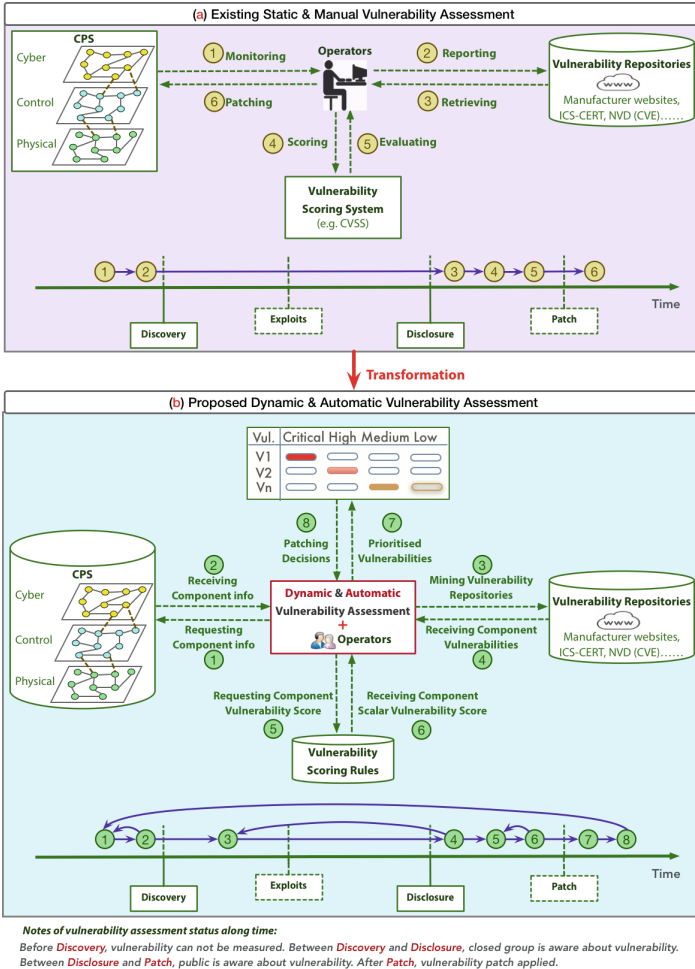 (a) Existing Static & Manual Vulnerability Assessment
CPS
Cyber
Control
Physical
1 Monitoring
6 Patching
Operators
2 Reporting
3 Retrieving
Vulnerability Repositories
www
Manufacturer websites,
ICS-CERT, NVD (CVE)......
4 Scoring
5 Evaluating
Vulnerability
Scoring System
(e.g. CVSS)
1 2 3 4 5 6
Time
Discovery
Exploits
Disclosure
Patch
Transformation
(b) Proposed Dynamic & Automatic Vulnerability Assessment
Vul. Critical High Medium Low
V1
V2
Vn
8
Patching
Decisions
7
Prioritised
Vulnerabilities
CPS
Cyber
Control
Physical
2
Receiving
Component info
Requesting
Component info
1
Dynamic & Automatic
Vulnerability Assessment
+
Operators
3
Mining Vulnerability
Repositories
Receiving Component
Vulnerabilities
4
Vulnerability Repositories
www
Manufacturer websites,
ICS-CERT, NVD (CVE)......
Requesting Component
Vulnerability Score
5
Receiving Component
Scalar Vulnerability Score
6
Vulnerability
Scoring Rules
1 2 3 4 5 6 7 8
Time
Discovery
Exploits
Disclosure
Patch
Notes of vulnerability assessment status along time:
Before Discovery, vulnerability can not be measured. Between Discovery and Disclosure, closed group is aware about vulnerability.
Between Disclosure and Patch, public is aware about vulnerability. After Patch, vulnerability patch applied.